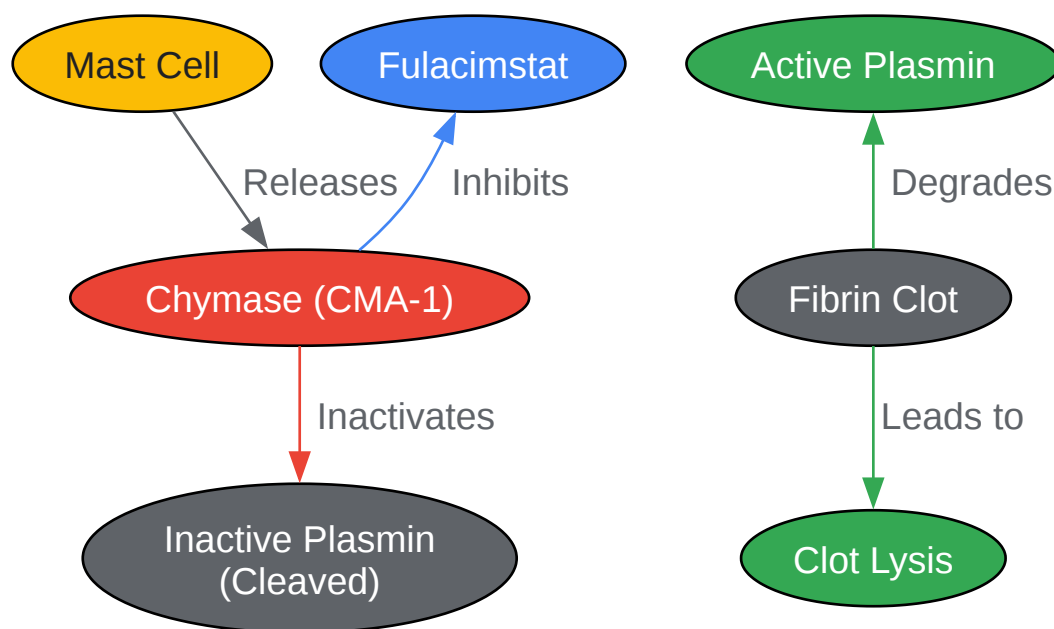 Mast Cell
Fulacimstat
Active Plasmin
Releases
Inhibits
Degrades
Chymase (CMA-1)
Fibrin Clot
Inactivates
Leads to
Inactive Plasmin
(Cleaved)
Clot Lysis